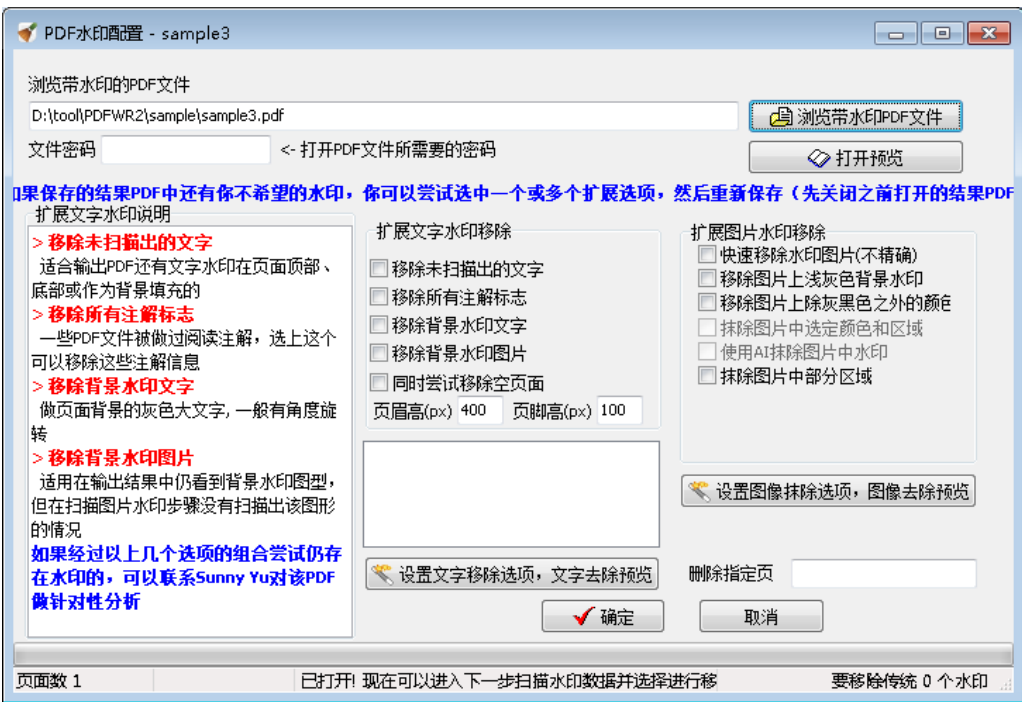 PDF水印配置 - sample3
浏览带水印的PDF文件
D:\tool\PDFWR2\sample\sample3.pdf
浏览带水印PDF文件
文件密码
<- 打开PDF文件所需要的密码
打开预览
如果保存的结果PDF中还有你不希望的水印，你可以尝试选中一个或多个扩展选项，然后重新保存（先关闭之前打开的结果PDF
扩展文字水印说明
> 移除未扫描出的文字
适合输出PDF还有文字水印在页面顶部、
底部或作为背景填充的
> 移除所有注解标志
一些PDF文件被做过阅读注解，选上这个
可以移除这些注解信息
> 移除背景水印文字
做页面背景的灰色大文字,一般有角度旋
转
> 移除背景水印图片
适用在输出结果中仍看到背景水印图型，
但在扫描图片水印步骤没有扫描出该图形
的情况
如果经过以上几个选项的组合尝试仍存
在水印的，可以联系Sunny Yu对该PDF
做针对性分析
扩展文字水印移除
移除未扫描出的文字
移除所有注解标志
移除背景水印文字
移除背景水印图片
同时尝试移除空页面
页眉高(px) 400 页脚高(px) 100
设置文字移除选项，文字去除预览
扩展图片水印移除
快速移除水印图片(不精确)
移除图片上浅灰色背景水印
移除图片上除灰黑色之外的颜色
抹除图片中选定颜色和区域
使用AI抹除图片中水印
抹除图片中部分区域
设置图像抹除选项，图像去除预览
删除指定页
确定
取消
页面数 1
已打开! 现在可以进入下一步扫描水印数据并选择进行移
要移除传统 0 个水印